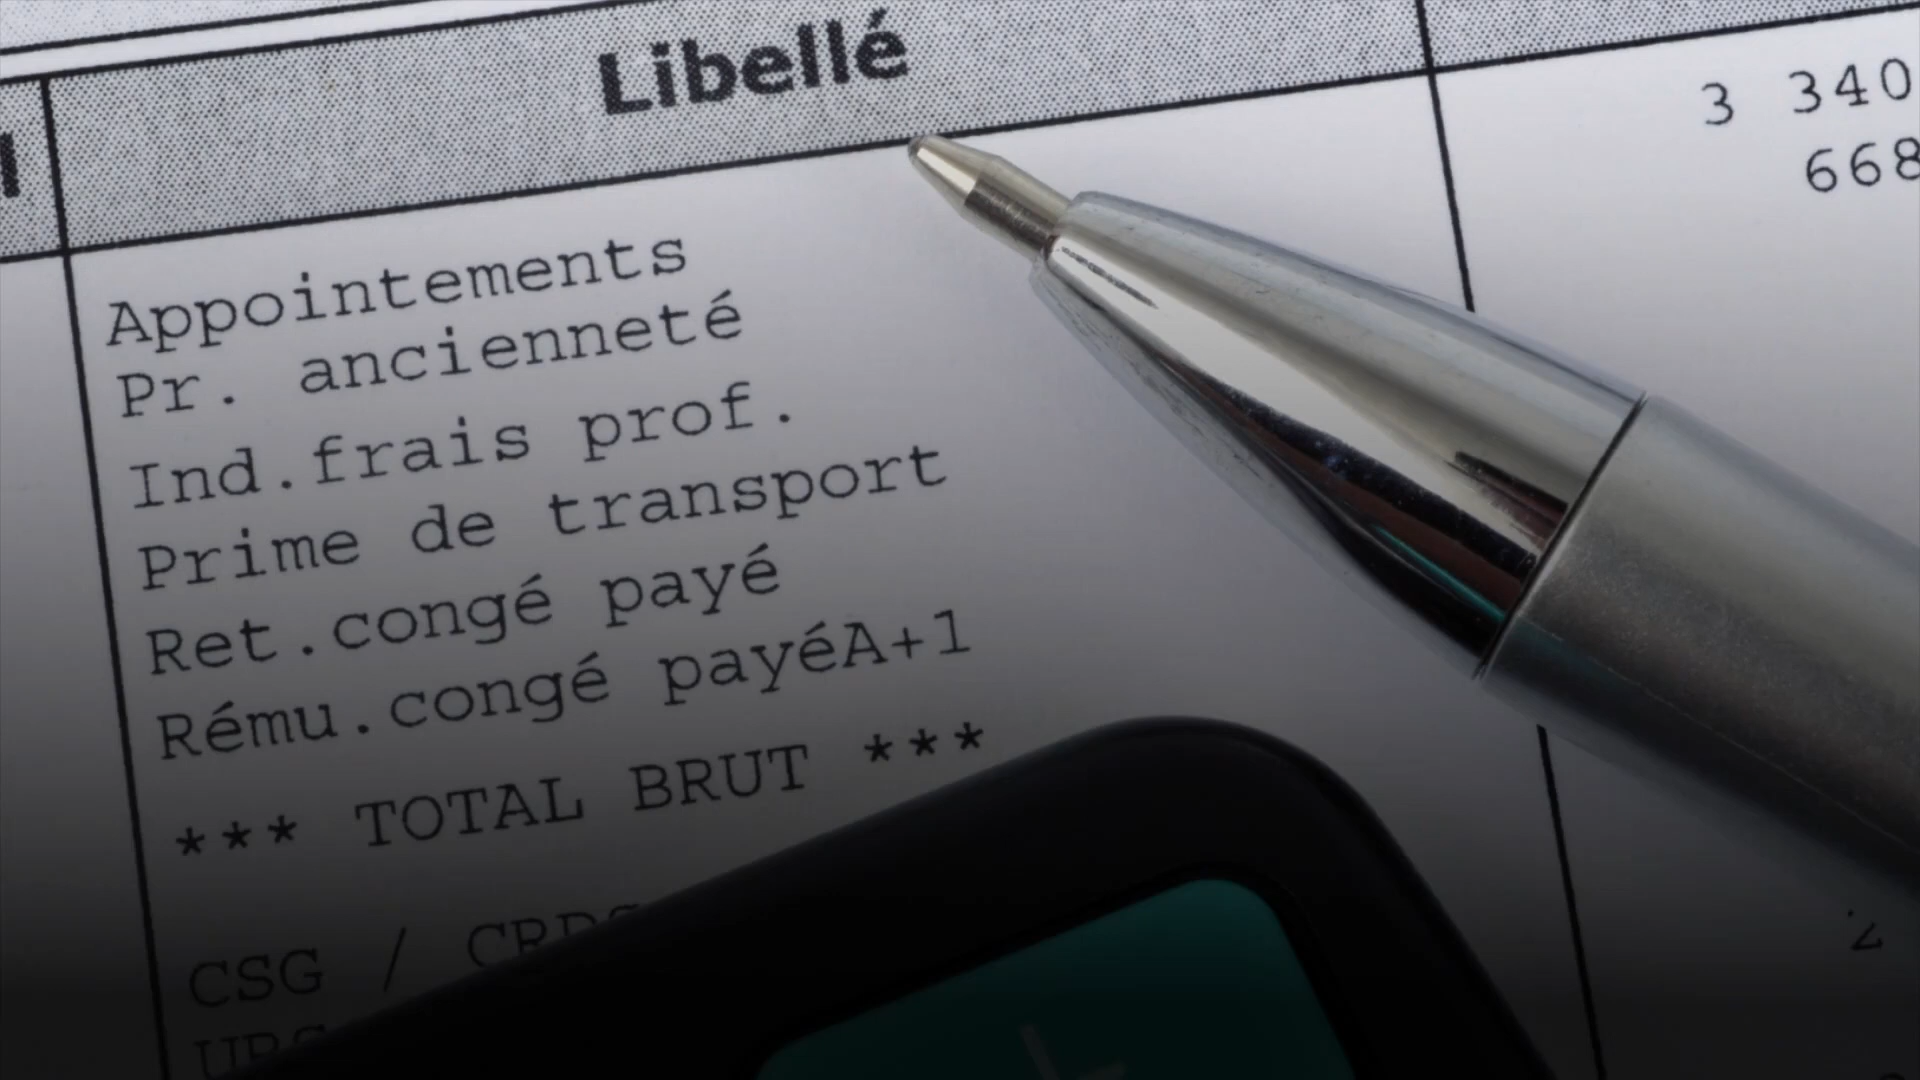 Libellé
3 340
668
Appointements
Pr. ancienneté
Ind.frais prof.
Prime de transport
Ret.congé payé
Rému.congé payéA+1
*** TOTAL BRUT ***
CSG /